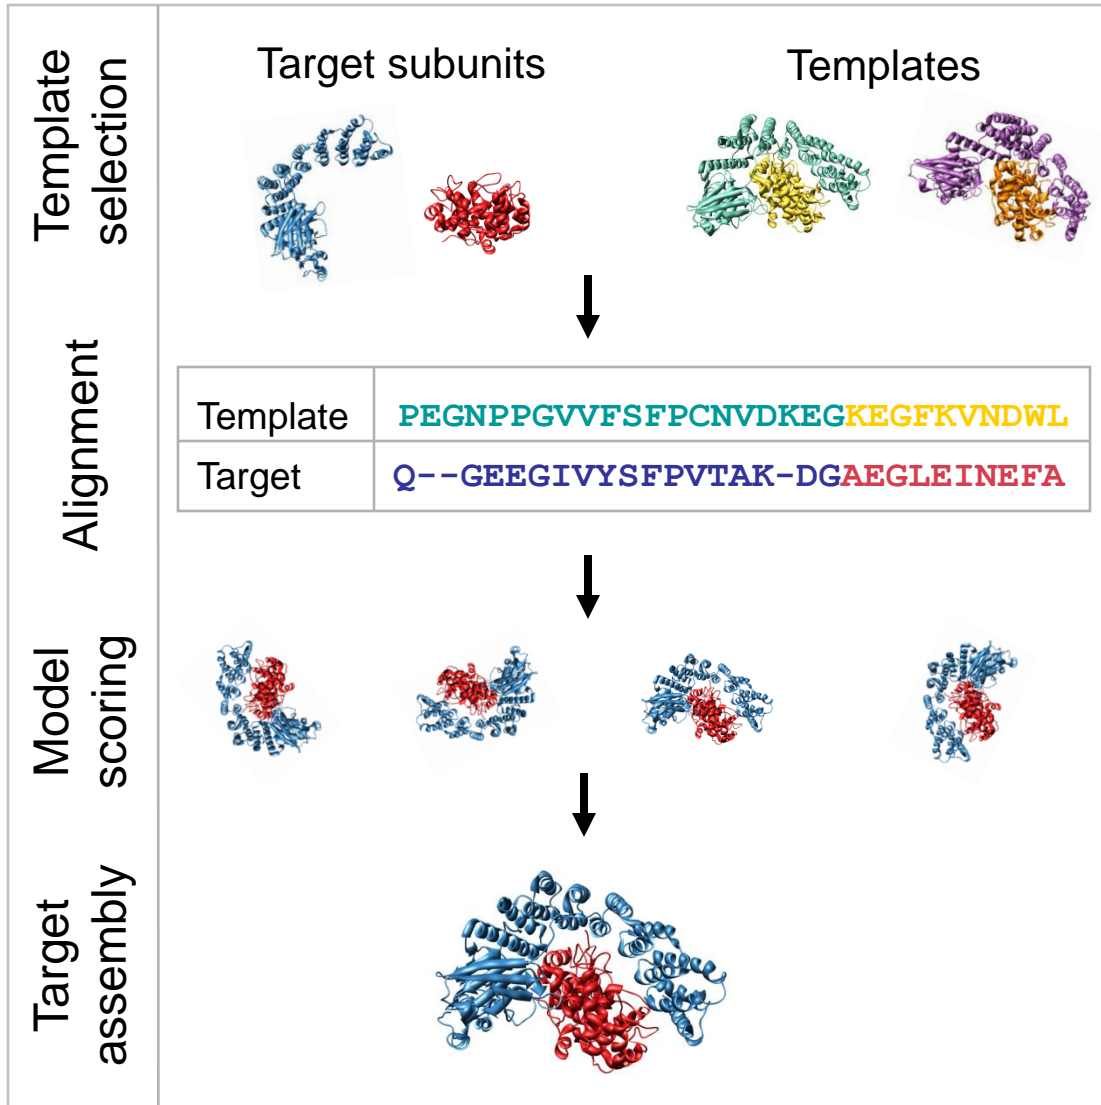 Template
selection
Target subunits
Templates
Alignment
Template
PEGNPPGVVFSFPCNVDKEGKEGFKVNDWL
Target
Q--GEEGIVYSFPVTAK-DGAEGLEINEFA
Model
scoring
Target
assembly